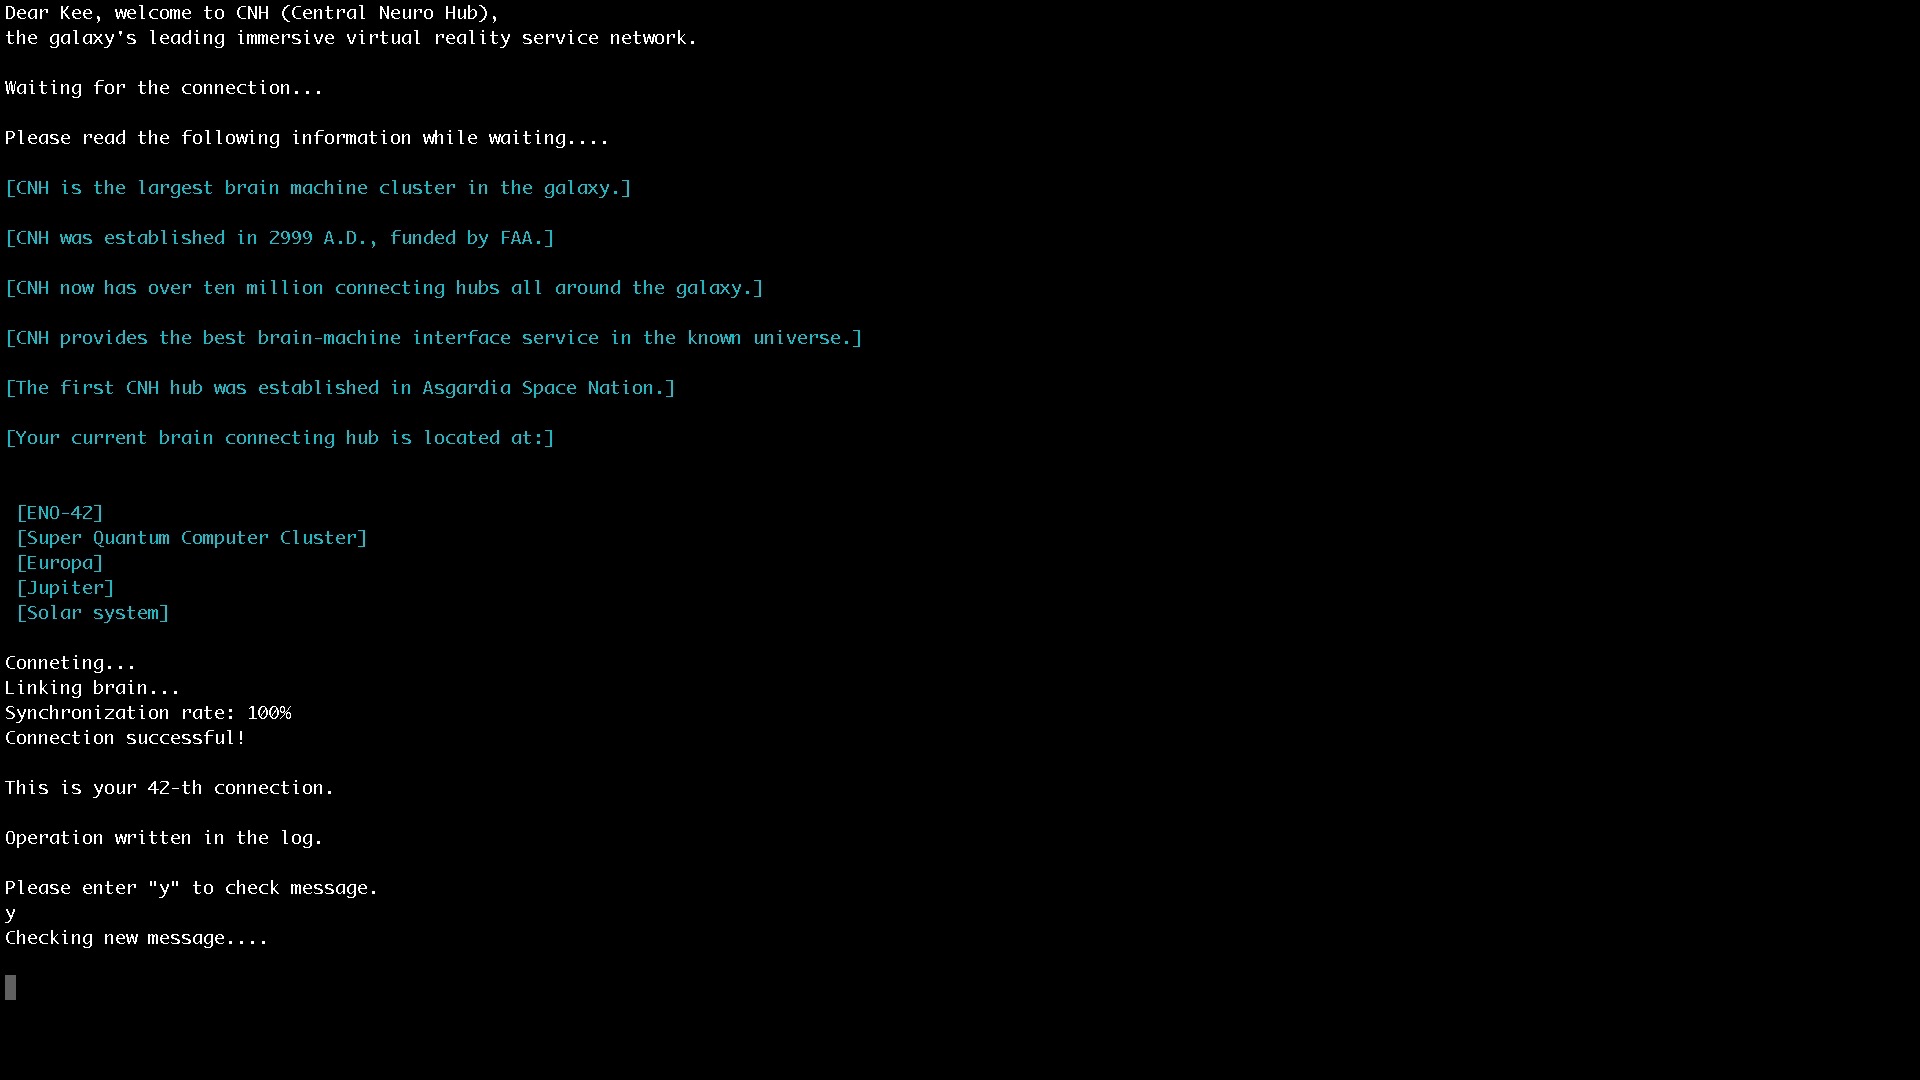 Dear Kee, welcome to CNH (Central Neuro Hub),
the galaxy's leading immersive virtual reality service network.
Waiting for the connection...
Please read the following information while waiting....
[CNH is the largest brain machine cluster in the galaxy.]
[CNH was established in 2999 A.D., funded by FAA.]
[CNH now has over ten million connecting hubs all around the galaxy.]
[CNH provides the best brain-machine interface service in the known universe.]
[The first CNH hub was established in Asgardia Space Nation.]
[Your current brain connecting hub is located at:]
[ENO-42]
[Super Quantum Computer Cluster]
[Europa]
[Jupiter]
[Solar system]
Conneting...
Linking brain...
Synchronization rate: 100%
Connection successful!
This is your 42-th connection.
Operation written in the log.
Please enter "y" to check message.
y
Checking new message....